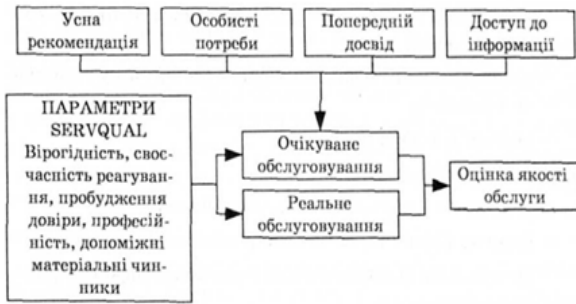 Усна
рекомендація
Особисті
потреби
Попередній
досвід
Доступ до
інформації
ПАРАМЕТРИ
SERVQUAL
Вірогідність, своє-
часність реагуван-
ня, пробудження
довіри, професій-
ність, допоміжні
матеріальні чин-
ники
Очікуване
обслуговування
Реальне
обслуговування
Оцінка якості
обслуги